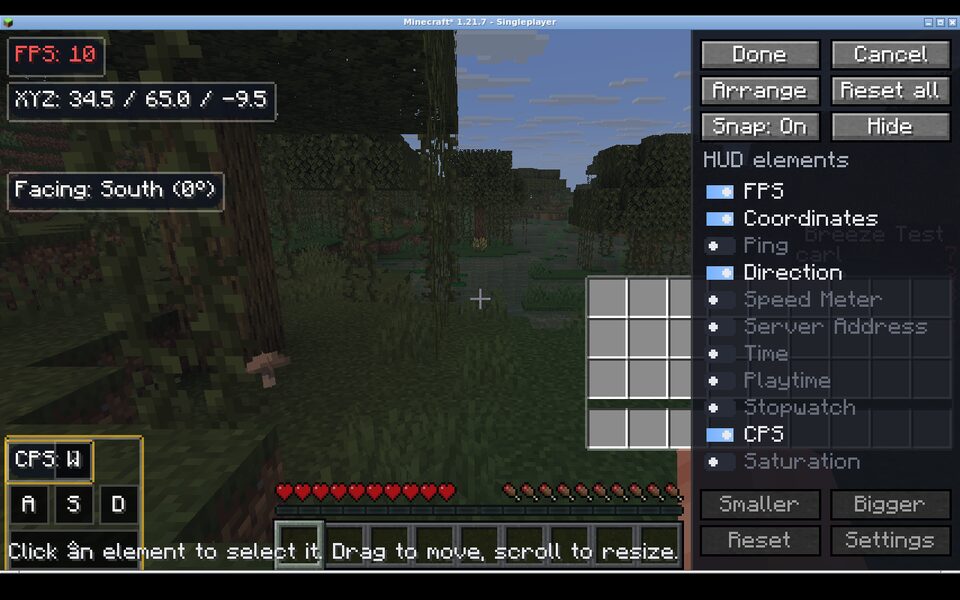 Minecraft* 1.21.7 - Singleplayer
FPS: 10
XYZ: 34.5 / 65.0 / -9.5
Facing: South (0°)
Done
Cancel
Arrange
Reset all
Snap: On
Hide
HUD elements
FPS
Coordinates
Breeze Test
Ping
carl
Direction
Speed Meter
Server Address
Time
Playtime
Stopwatch
CPS
Saturation
CPS W
A S D
Smaller
Bigger
Reset
Settings
Click an element to select it. Drag to move, scroll to resize.